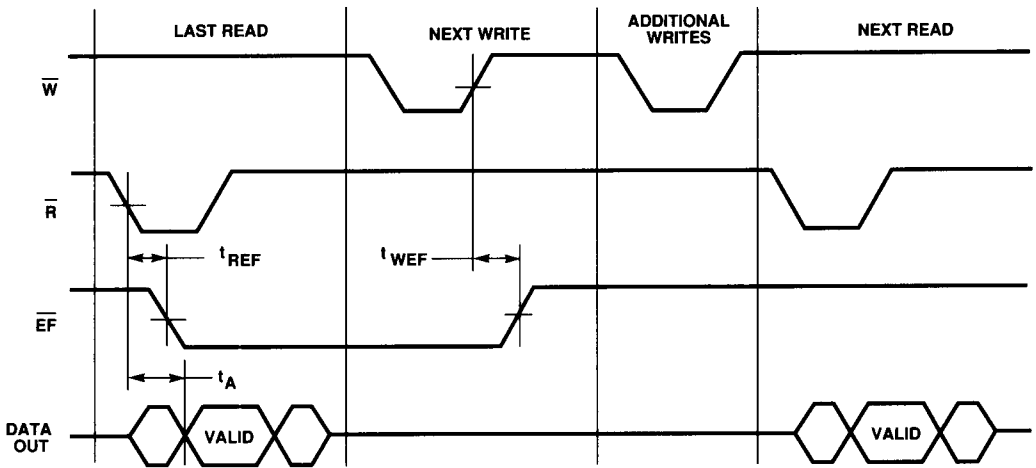 LAST READ
NEXT WRITE
ADDITIONAL
WRITES
NEXT READ
W
R
t REF
t WEF
EF
t A
DATA
OUT
VALID
VALID